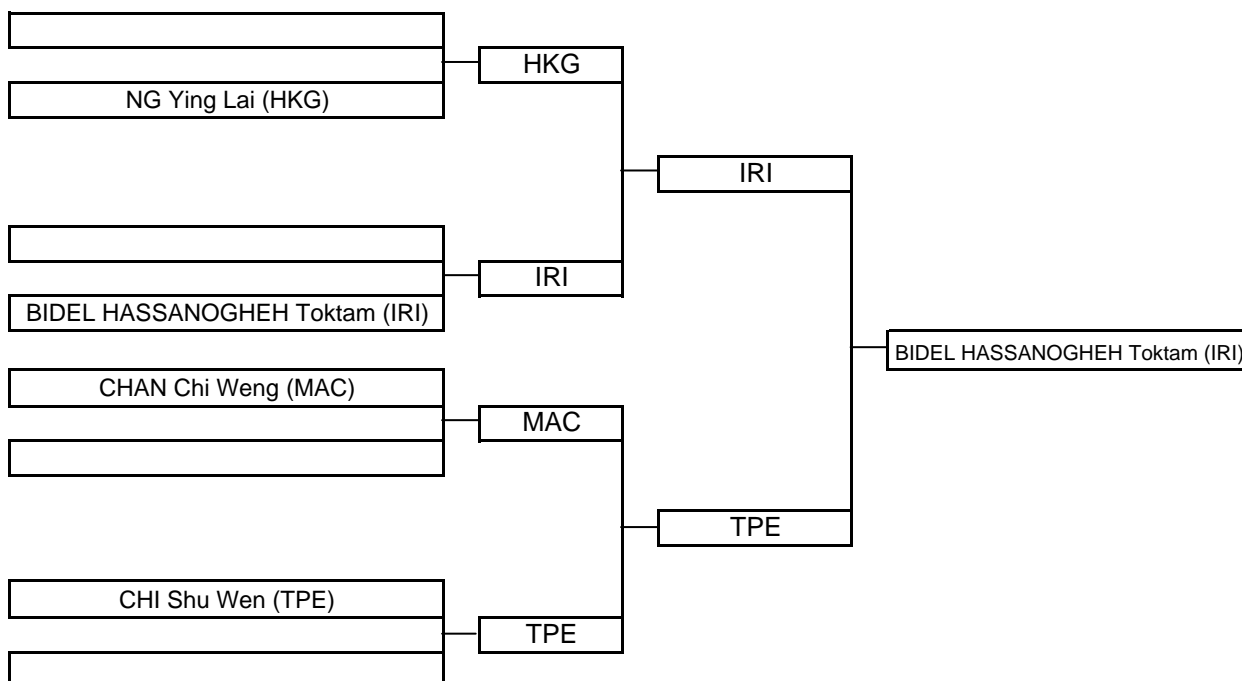 HKG
NG Ying Lai (HKG)
IRI
IRI
BIDEL HASSANOGHEH Toktam (IRI)
BIDEL HASSANOGHEH Toktam (IRI)
CHAN Chi Weng (MAC)
MAC
TPE
CHI Shu Wen (TPE)
TPE